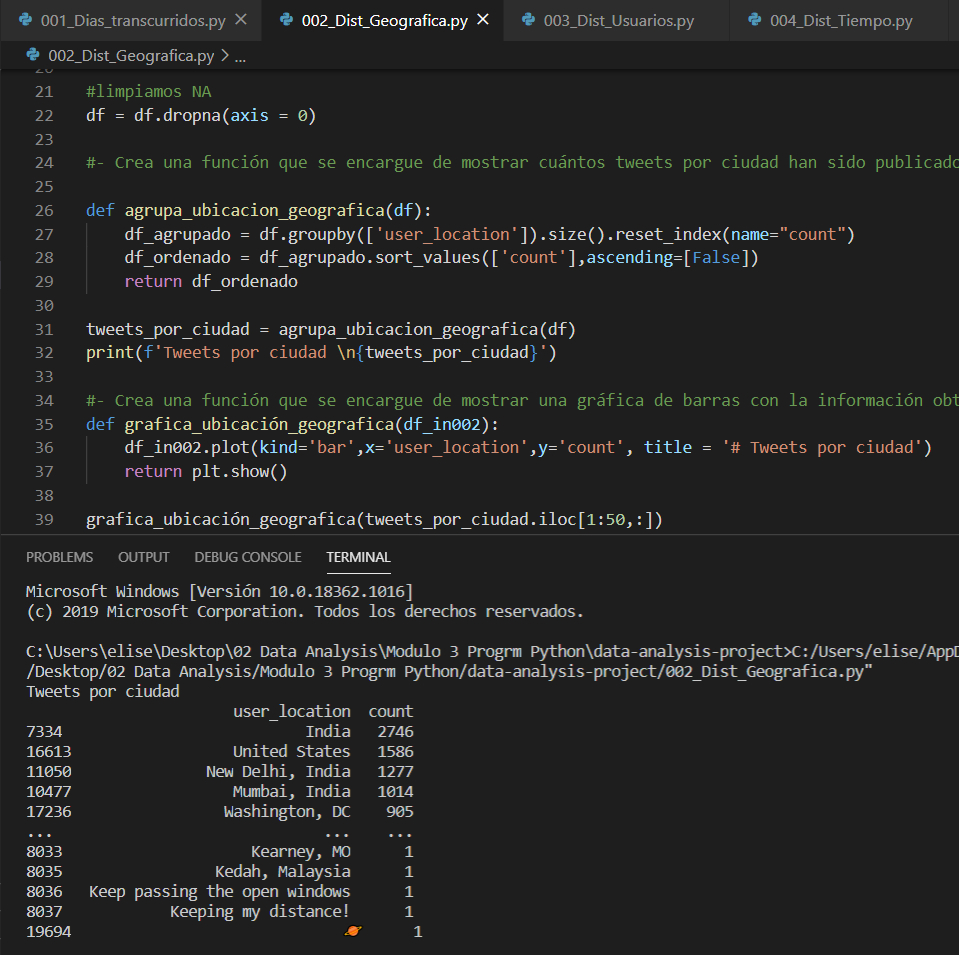 001_Dias_transcurridos.py 002_Dist_Geografica.py 003_Dist_Usuarios.py 004_Dist_Tiempo.py
002_Dist_Geografica.py > ...
20
21 #limpiamos NA
22 df = df.dropna(axis = 0)
23
24 #- Crea una función que se encargue de mostrar cuántos tweets por ciudad han sido publicado
25
26 def agrupa_ubicacion_geografica(df):
27 df_agrupado = df.groupby(['user_location']).size().reset_index(name="count")
28 df_ordenado = df_agrupado.sort_values(['count'],ascending=[False])
29 return df_ordenado
30
31 tweets_por_ciudad = agrupa_ubicacion_geografica(df)
32 print(f'Tweets por ciudad \n{tweets_por_ciudad}')
33
34 #- Crea una función que se encargue de mostrar una gráfica de barras con la información obt
35 def grafica_ubicación_geografica(df_in002):
36 df_in002.plot(kind='bar',x='user_location',y='count', title = '# Tweets por ciudad')
37 return plt.show()
38
39 grafica_ubicación_geografica(tweets_por_ciudad.iloc[1:50,:])
PROBLEMS OUTPUT DEBUG CONSOLE TERMINAL
Microsoft Windows [Versión 10.0.18362.1016]
(c) 2019 Microsoft Corporation. Todos los derechos reservados.
C:\Users\elise\Desktop\02 Data Analysis\Modulo 3 Progrm Python\data-analysis-project>C:/Users/elise/AppD
/Desktop/02 Data Analysis/Modulo 3 Progrm Python/data-analysis-project/002_Dist_Geografica.py"
Tweets por ciudad
user_location count
7334 India 2746
16613 United States 1586
11050 New Delhi, India 1277
10477 Mumbai, India 1014
17236 Washington, DC 905
... ... ...
8033 Kearney, MO 1
8035 Kedah, Malaysia 1
8036 Keep passing the open windows 1
8037 Keeping my distance! 1
19694 🪐 1